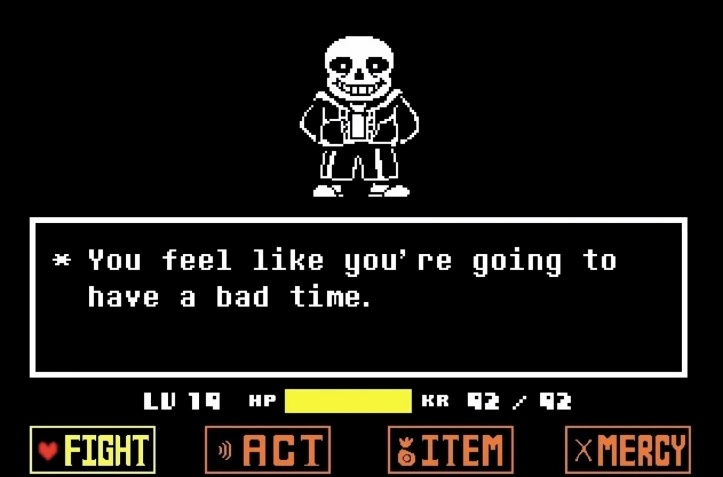 * You feel like you're going to
have a bad time.
LV 19 HP KR 92 / 92
FIGHT ACT ITEM MERCY